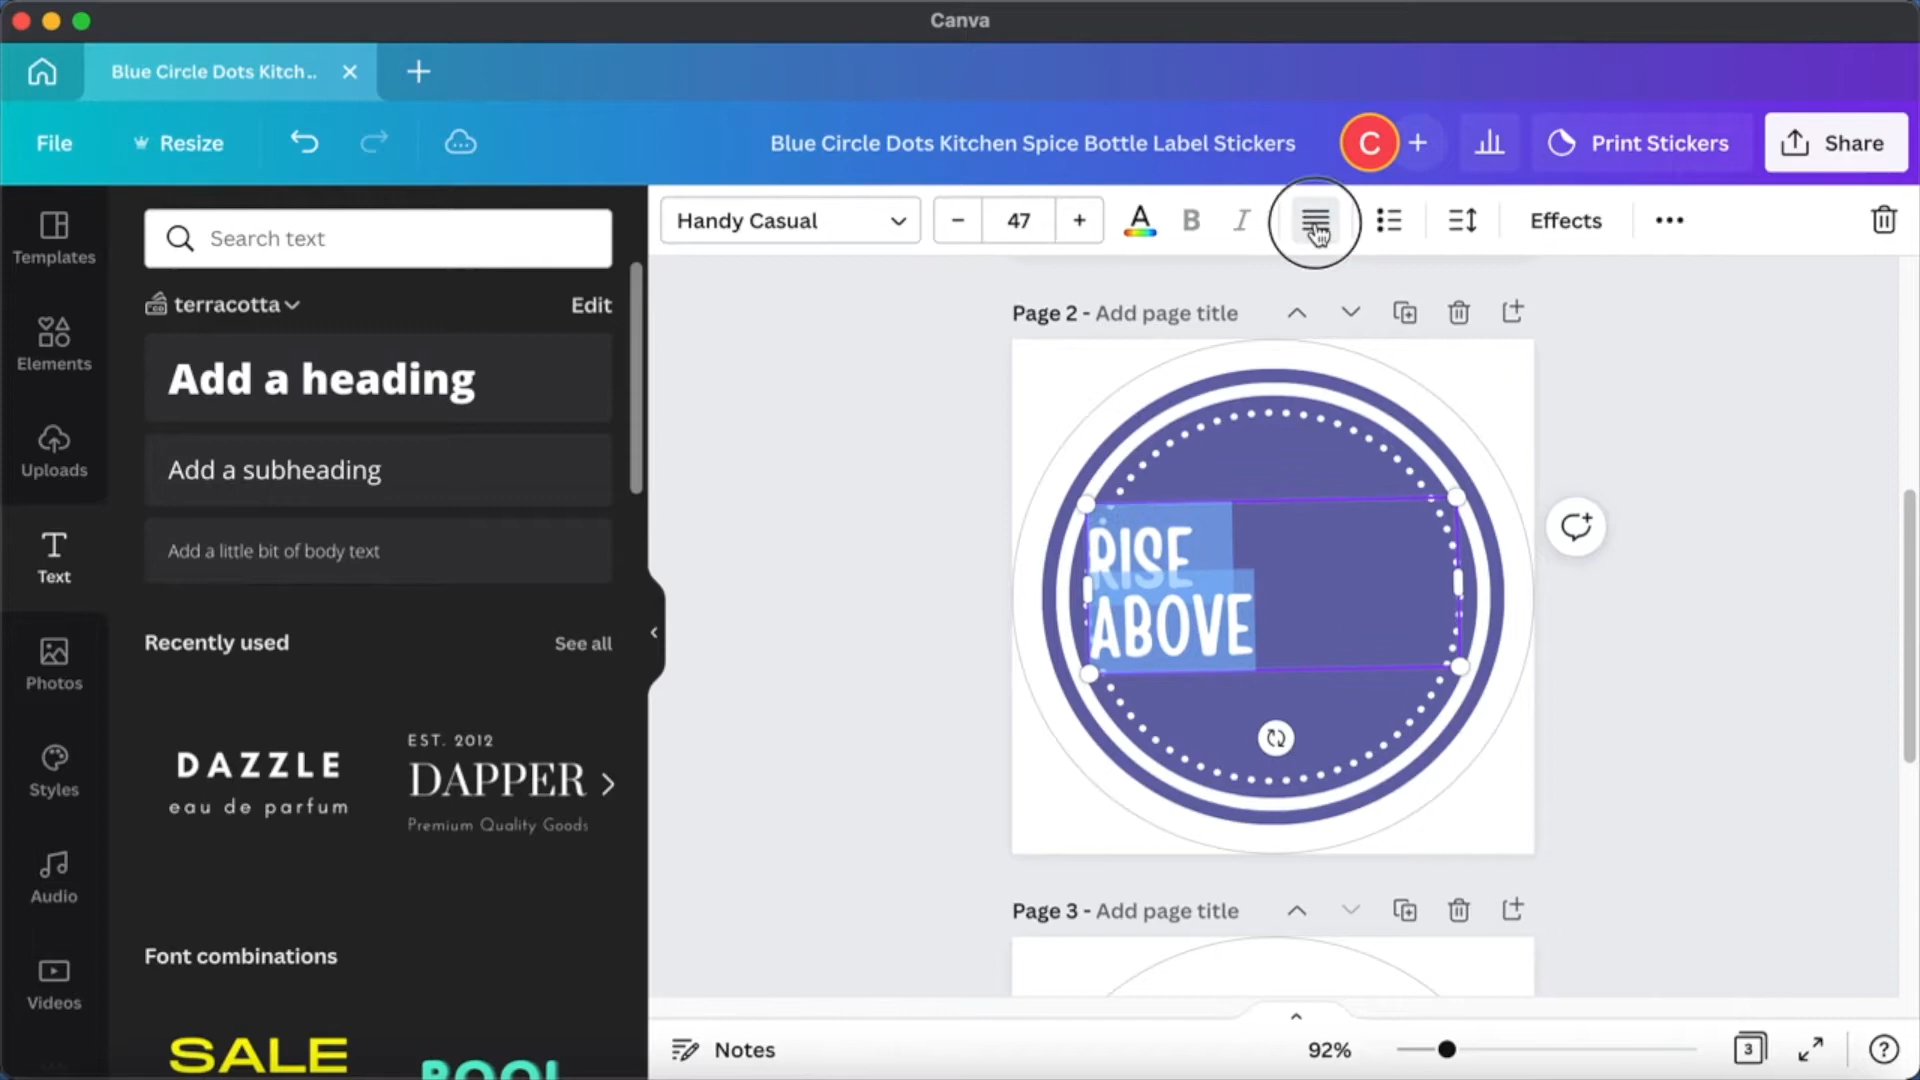 Canva
Blue Circle Dots Kitch..
File
Resize
Blue Circle Dots Kitchen Spice Bottle Label Stickers
C
Print Stickers
Share
Templates
Elements
Uploads
Text
Photos
Styles
Audio
Videos
Search text
terracotta
Edit
Add a heading
Add a subheading
Add a little bit of body text
Recently used
See all
DAZZLE
eau de parfum
EST. 2012
DAPPER
Premium Quality Goods
Font combinations
SALE
Handy Casual
47
A
B
I
Effects
Page 2 - Add page title
RISE
ABOVE
Page 3 - Add page title
Notes
92%
3
?